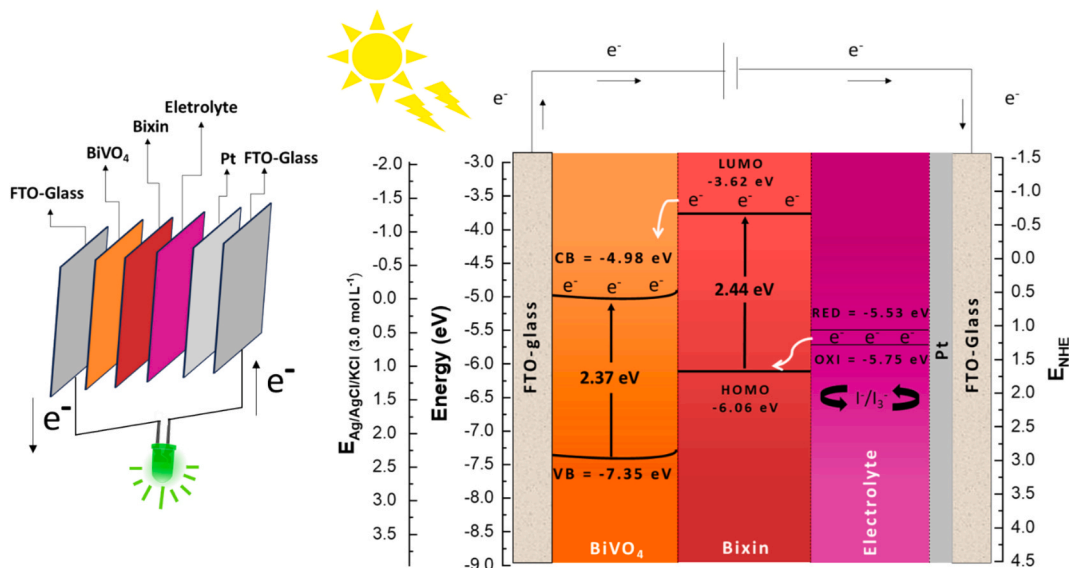 Eletrolyte
Bixin
BiVO₄
Pt
FTO-Glass
FTO-Glass
e⁻
e⁻
e⁻
e⁻
e⁻
e⁻
E Ag/AgCl/KCl (3.0 mol L⁻¹)
-2.0
-1.5
-1.0
-0.5
0.0
0.5
1.0
1.5
2.0
2.5
3.0
3.5
Energy (eV)
-3.0
-3.5
-4.0
-4.5
-5.0
-5.5
-6.0
-6.5
-7.0
-7.5
-8.0
-8.5
-9.0
FTO-glass
CB = -4.98 eV
e⁻ e⁻ e⁻
2.37 eV
VB = -7.35 eV
BiVO₄
LUMO
-3.62 eV
e⁻ e⁻ e⁻
2.44 eV
HOMO
-6.06 eV
Bixin
RED = -5.53 eV
e⁻ e⁻ e⁻
OXI = -5.75 eV
I⁻/I₃⁻
Electrolyte
Pt
FTO-Glass
-1.5
-1.0
-0.5
0.0
0.5
1.0
1.5
2.0
2.5
3.0
3.5
4.0
4.5
E NHE